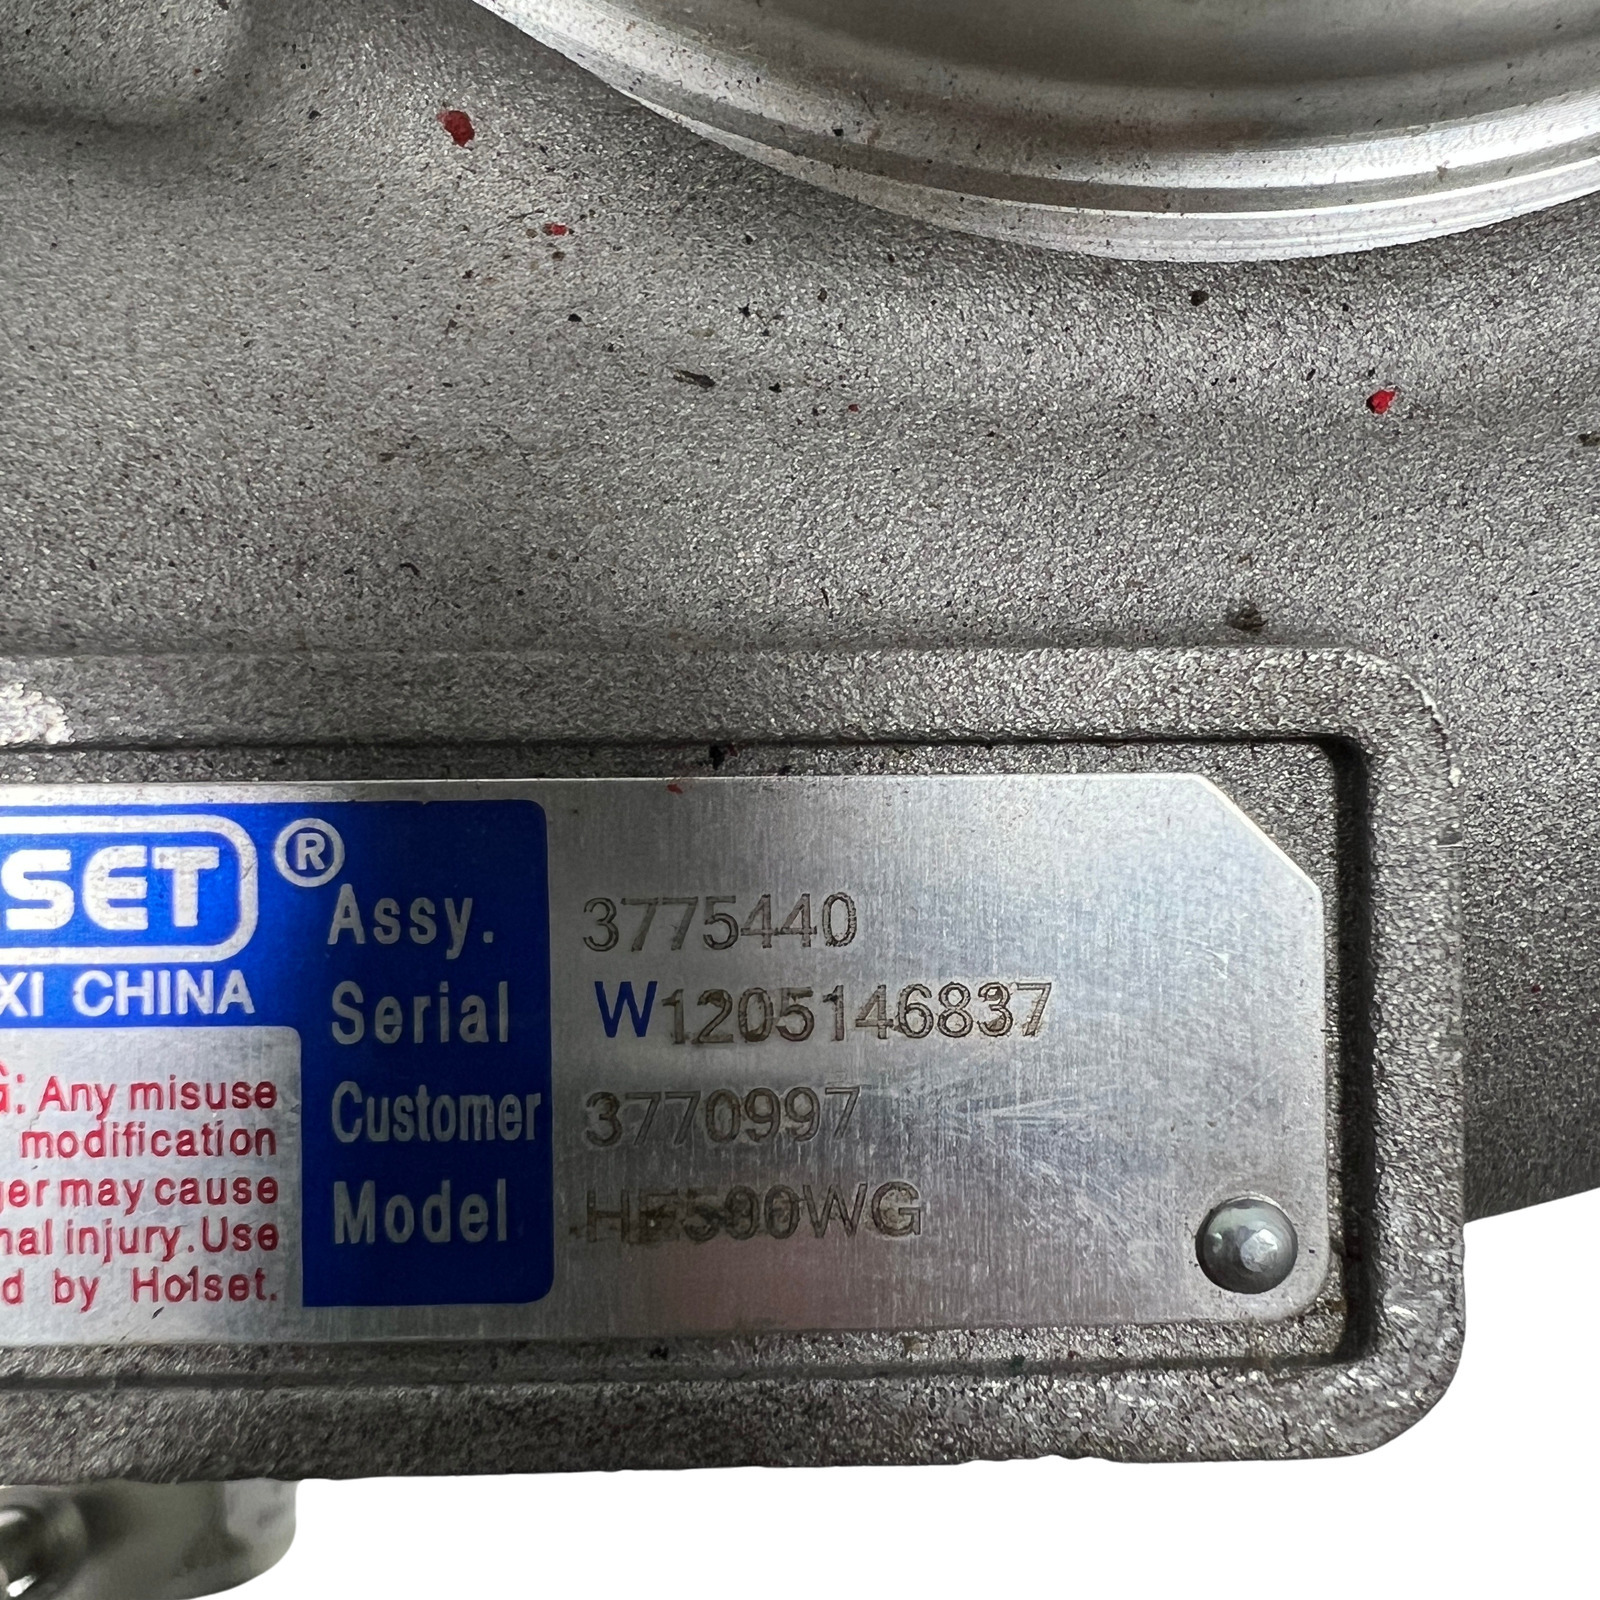 SET®
XI CHINA
Assy. 3775440
Serial W1205146837
Customer 3770997
Model HE500WG
G: Any misuse
modification
ger may cause
nal injury. Use
d by Holset.